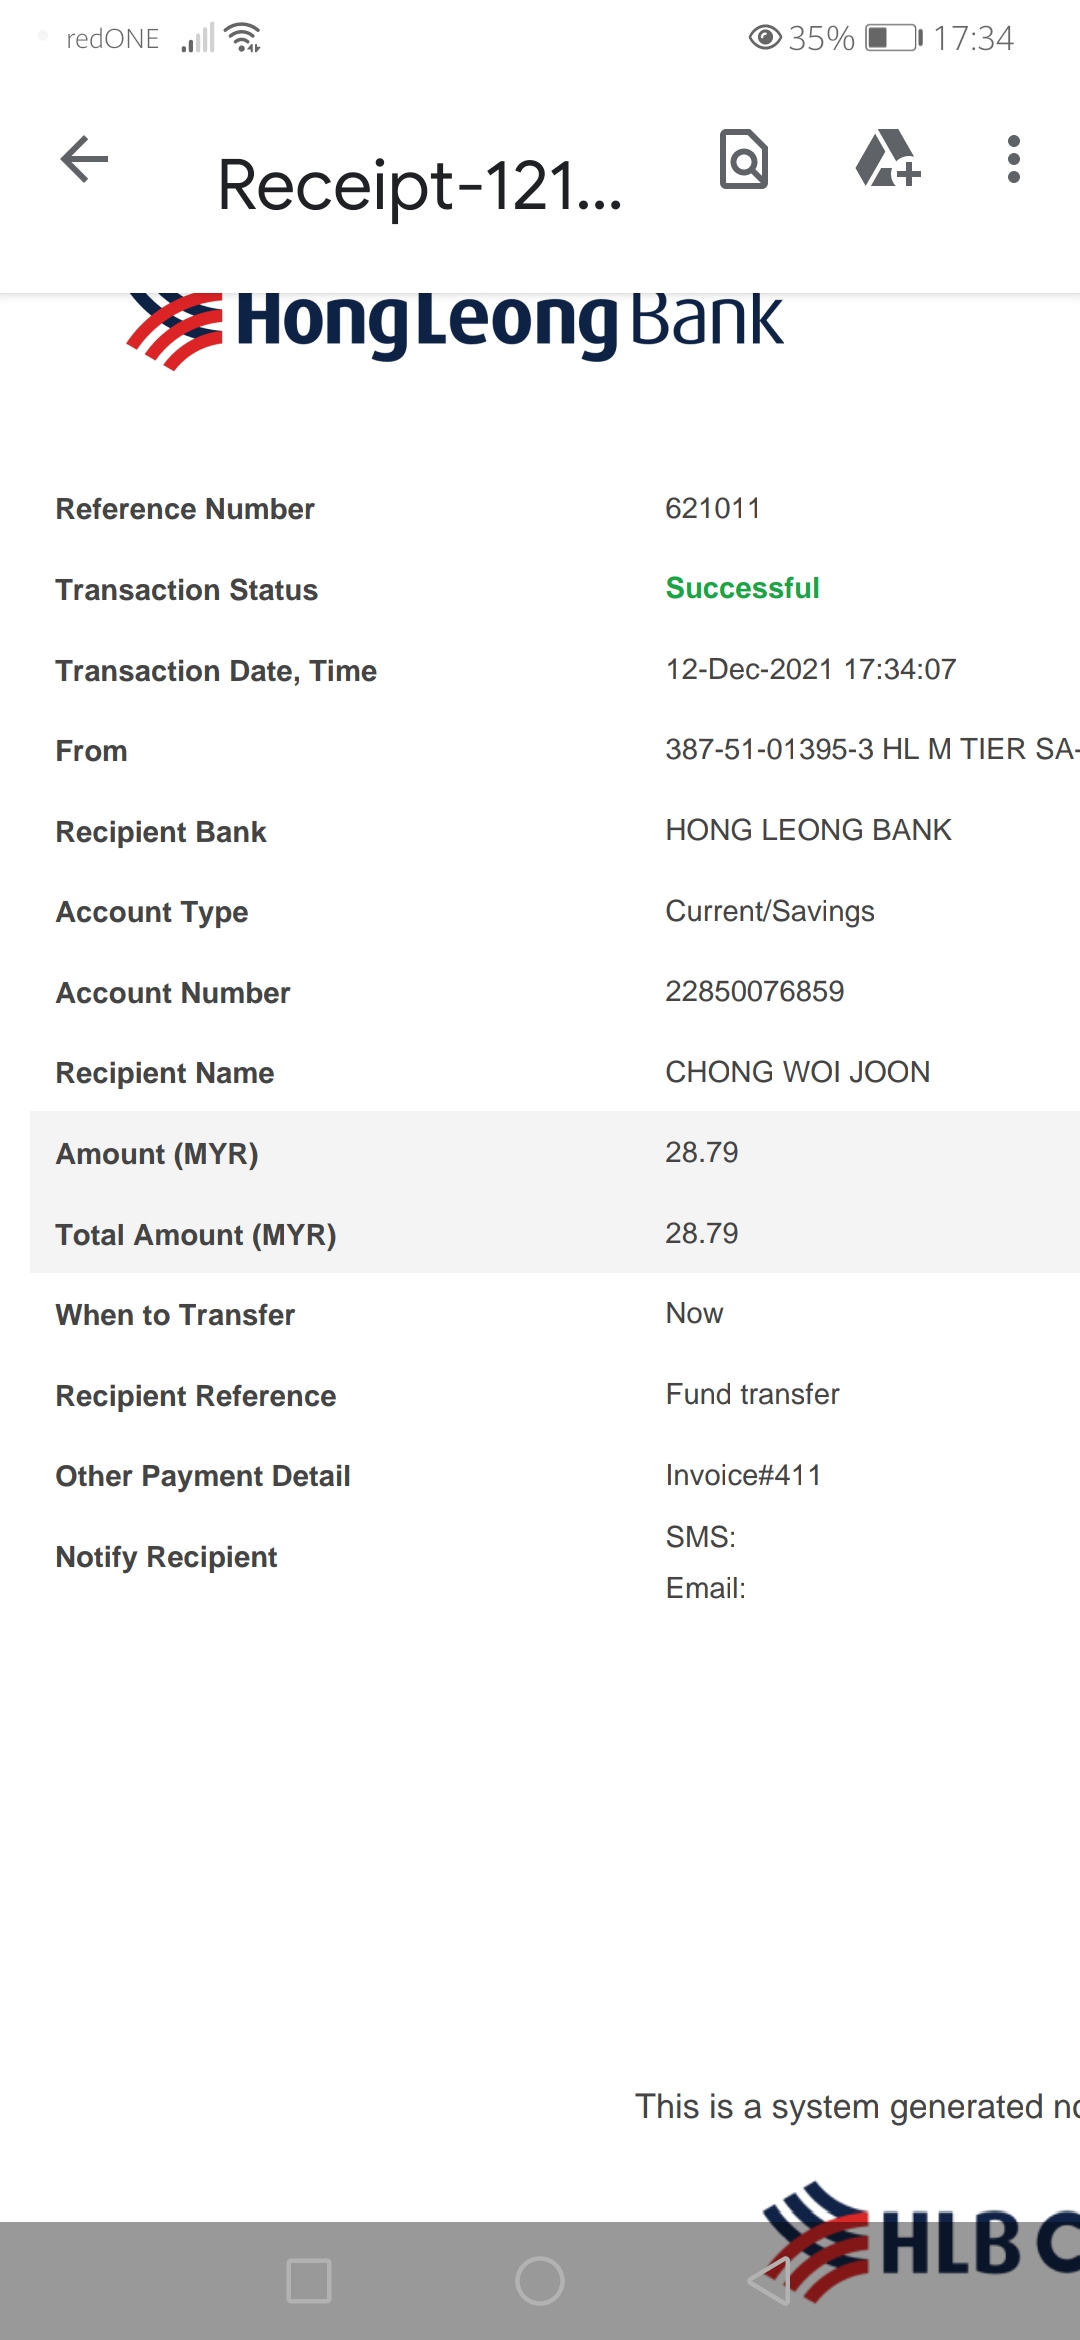 redONE 35% 17:34
Receipt-121...
HongLeong Bank
Reference Number 621011
Transaction Status Successful
Transaction Date, Time 12-Dec-2021 17:34:07
From 387-51-01395-3 HL M TIER SA-
Recipient Bank HONG LEONG BANK
Account Type Current/Savings
Account Number 22850076859
Recipient Name CHONG WOI JOON
Amount (MYR) 28.79
Total Amount (MYR) 28.79
When to Transfer Now
Recipient Reference Fund transfer
Other Payment Detail Invoice#411
Notify Recipient SMS:
Email:
This is a system generated
HLB